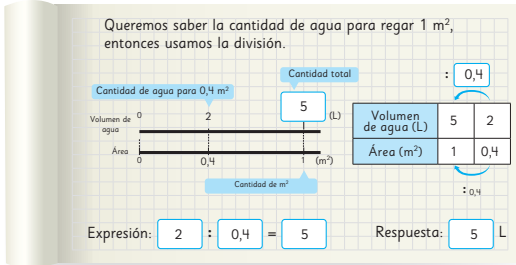 Queremos saber la cantidad de agua para regar 1 m²,
entonces usamos la división.
Cantidad total
: 0,4
Cantidad de agua para 0,4 m²
Volumen de agua
0 2 5 (L)
Área
0 0,4 1 (m²)
Cantidad de m²
Volumen de agua (L) 5 2
Área (m²) 1 0,4
: 0,4
Expresión: 2 : 0,4 = 5
Respuesta: 5 L